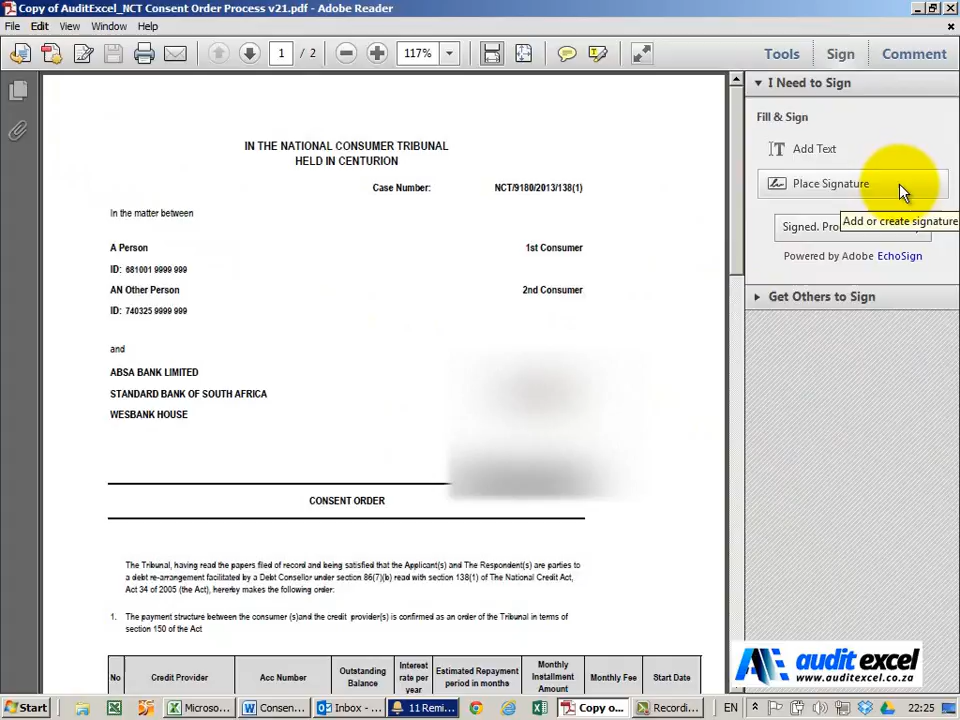 Copy of AuditExcel_NCT Consent Order Process v21.pdf - Adobe Reader
File Edit View Window Help
1 / 2 117% Tools Sign Comment
I Need to Sign
Fill & Sign
Add Text
Place Signature
Add or create signature
Signed. Pro
Powered by Adobe EchoSign
Get Others to Sign
IN THE NATIONAL CONSUMER TRIBUNAL
HELD IN CENTURION
Case Number: NCT/9180/2013/138(1)
In the matter between
A Person 1st Consumer
ID: 681001 9999 999
AN Other Person 2nd Consumer
ID: 740325 9999 999
and
ABSA BANK LIMITED
STANDARD BANK OF SOUTH AFRICA
WESBANK HOUSE
CONSENT ORDER
The Tribunal, having read the papers filed of record and being satisfied that the Applicant(s) and The Respondent(s) are parties to
a debt re-arrangement facilitated by a Debt Consellor under section 86(7)(b) read with section 138(1) of The National Credit Act,
Act 34 of 2005 (the Act), hereby makes the following order:
1. The payment structure between the consumer (s)and the credit provider(s) is confirmed as an order of the Tribunal in terms of
section 150 of the Act
No Credit Provider Acc Number Outstanding Balance Interest rate per year Estimated Repayment period in months Monthly Installment Amount Monthly Fee Start Date
audit excel
www.auditexcel.co.za
Start Microso... Consen... Inbox - ... 11 Remi... Copy o... Recordi... EN 22:25